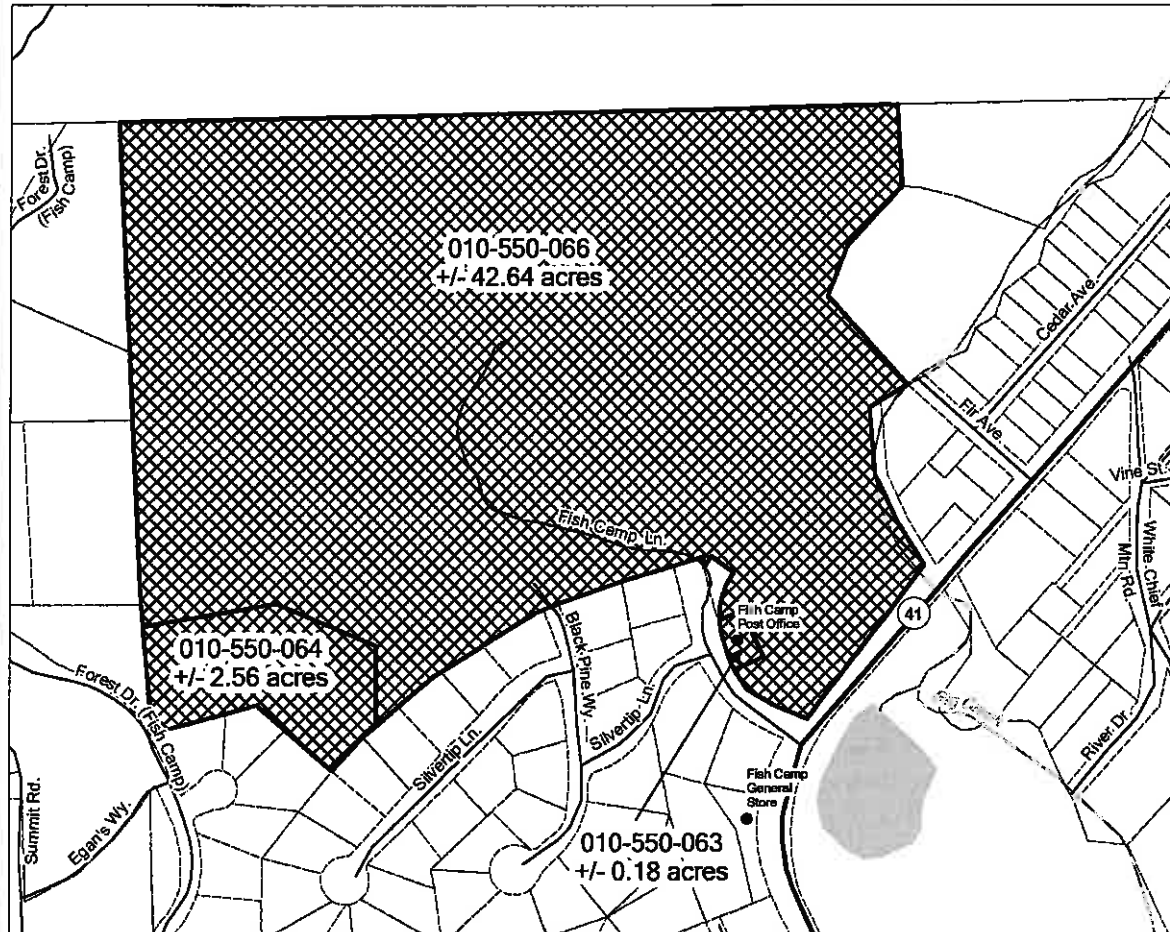 Forest Dr.
(Fish Camp)
010-550-066
+/- 42.64 acres
Cedar Ave.
Fir Ave.
Vine St.
White Chief
Mtn Rd.
Fish Camp Ln.
41
Fish Camp
Post Office
Black Pine Wy.
010-550-064
+/- 2.56 acres
Forest Dr. (Fish Camp)
Silvertip Ln.
Silvertip Ln.
River Dr.
Fish Camp
General
Store
Summit Rd.
Egan's Wy.
010-550-063
+/- 0.18 acres